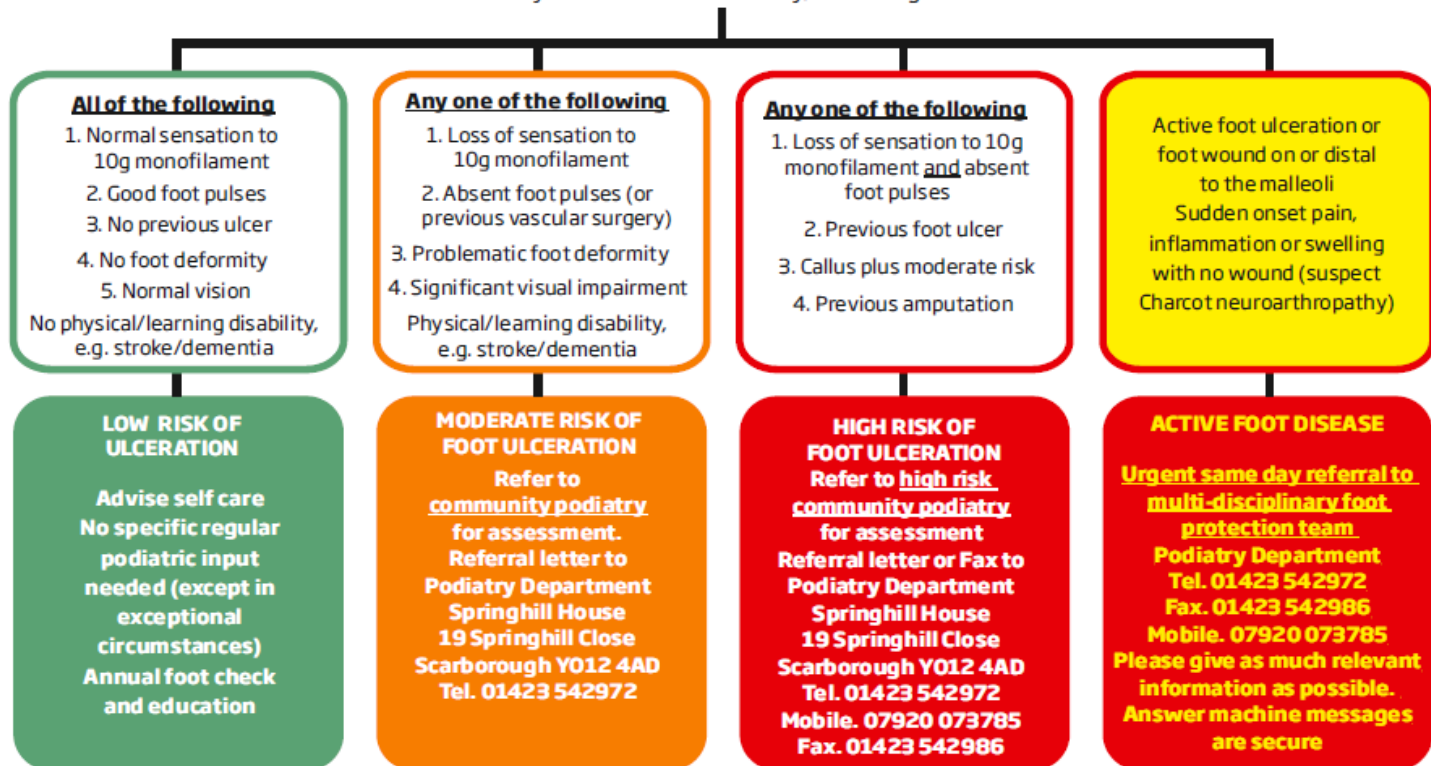 All of the following
1. Normal sensation to
10g monofilament
2. Good foot pulses
3. No previous ulcer
4. No foot deformity
5. Normal vision
No physical/learning disability,
e.g. stroke/dementia
Any one of the following
1. Loss of sensation to
10g monofilament
2. Absent foot pulses (or
previous vascular surgery)
3. Problematic foot deformity
4. Significant visual impairment
Physical/learning disability,
e.g. stroke/dementia
Any one of the following
1. Loss of sensation to 10g
monofilament and absent
foot pulses
2. Previous foot ulcer
3. Callus plus moderate risk
4. Previous amputation
Active foot ulceration or
foot wound on or distal
to the malleoli
Sudden onset pain,
inflammation or swelling
with no wound (suspect
Charcot neuroarthropathy)
LOW RISK OF
ULCERATION
Advise self care
No specific regular
podiatric input
needed (except in
exceptional
circumstances)
Annual foot check
and education
MODERATE RISK OF
FOOT ULCERATION
Refer to
community podiatry
for assessment.
Referral letter to
Podiatry Department
Springhill House
19 Springhill Close
Scarborough YO12 4AD
Tel. 01423 542972
HIGH RISK OF
FOOT ULCERATION
Refer to high risk
community podiatry
for assessment
Referral letter or Fax to
Podiatry Department
Springhill House
19 Springhill Close
Scarborough YO12 4AD
Tel. 01423 542972
Mobile. 07920 073785
Fax. 01423 542986
ACTIVE FOOT DISEASE
Urgent same day referral to
multi-disciplinary foot
protection team
Podiatry Department
Tel. 01423 542972
Fax. 01423 542986
Mobile. 07920 073785
Please give as much relevant
information as possible.
Answer machine messages
are secure